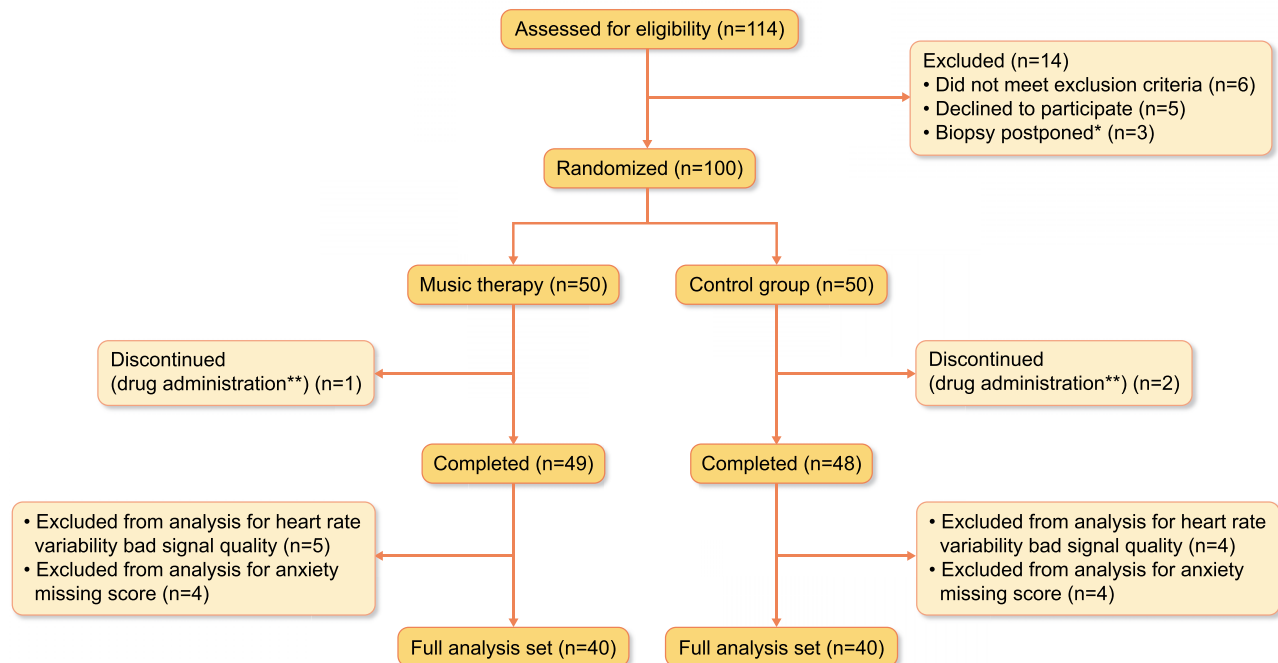 Assessed for eligibility (n=114)
Excluded (n=14)
• Did not meet exclusion criteria (n=6)
• Declined to participate (n=5)
• Biopsy postponed* (n=3)
Randomized (n=100)
Music therapy (n=50)
Control group (n=50)
Discontinued
(drug administration**) (n=1)
Discontinued
(drug administration**) (n=2)
Completed (n=49)
Completed (n=48)
• Excluded from analysis for heart rate
variability bad signal quality (n=5)
• Excluded from analysis for anxiety
missing score (n=4)
• Excluded from analysis for heart rate
variability bad signal quality (n=4)
• Excluded from analysis for anxiety
missing score (n=4)
Full analysis set (n=40)
Full analysis set (n=40)